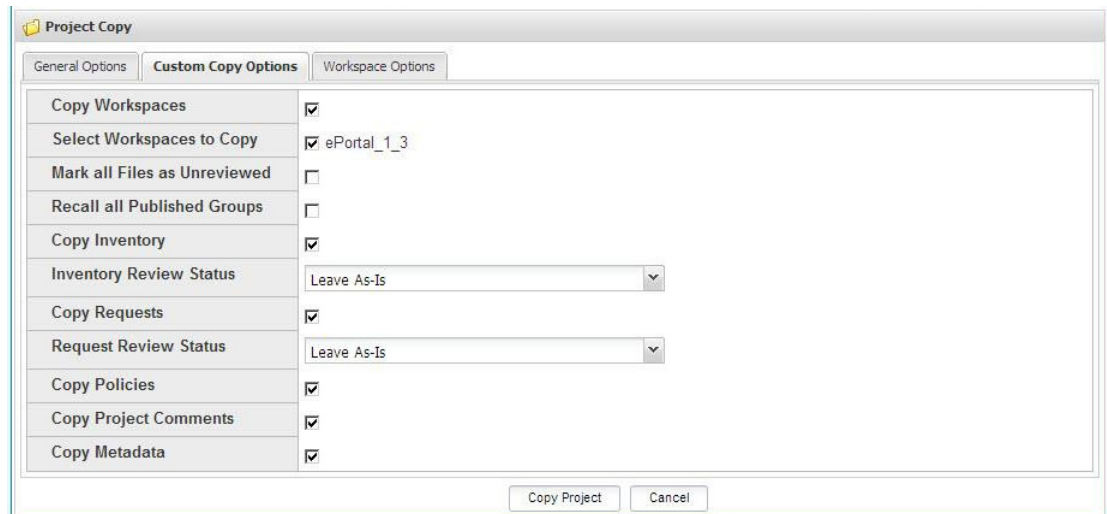 Project Copy
General Options Custom Copy Options Workspace Options
Copy Workspaces
Select Workspaces to Copy ePortal_1_3
Mark all Files as Unreviewed
Recall all Published Groups
Copy Inventory
Inventory Review Status Leave As-Is
Copy Requests
Request Review Status Leave As-Is
Copy Policies
Copy Project Comments
Copy Metadata
Copy Project Cancel